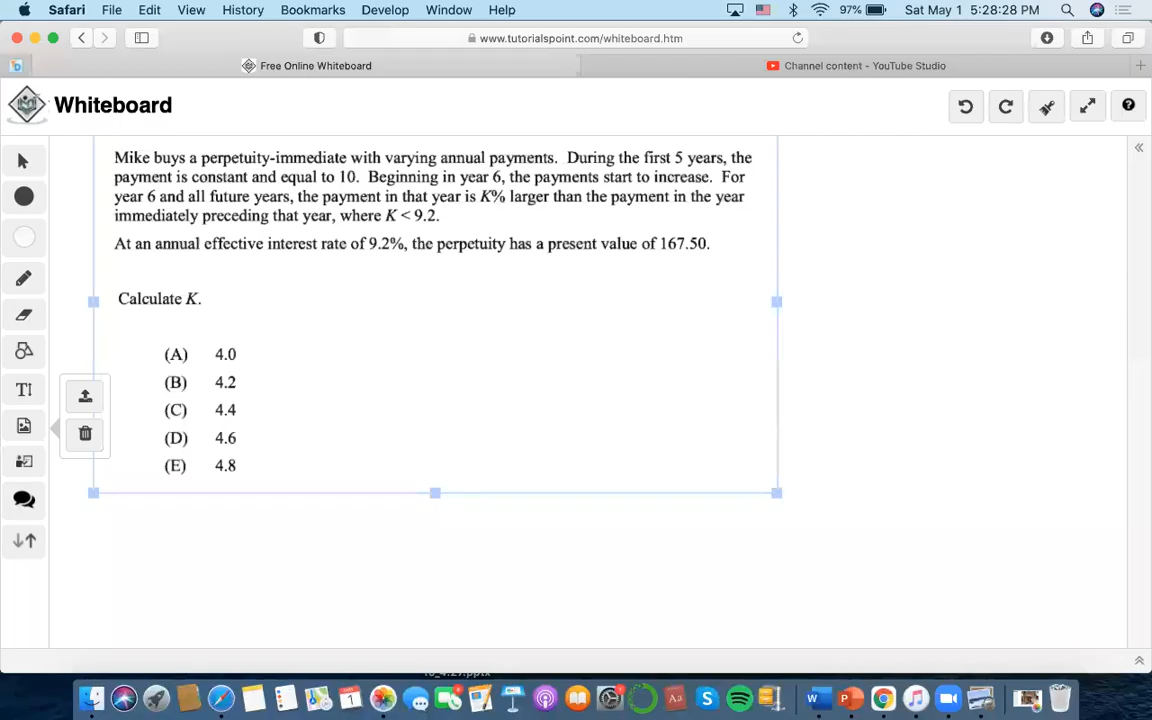 Safari File Edit View History Bookmarks Develop Window Help 97% Sat May 1 5:28:28 PM
www.tutorialspoint.com/whiteboard.htm
Free Online Whiteboard Channel content - YouTube Studio
Whiteboard
Mike buys a perpetuity-immediate with varying annual payments. During the first 5 years, the
payment is constant and equal to 10. Beginning in year 6, the payments start to increase. For
year 6 and all future years, the payment in that year is K% larger than the payment in the year
immediately preceding that year, where K < 9.2.
At an annual effective interest rate of 9.2%, the perpetuity has a present value of 167.50.
Calculate K.
(A) 4.0
(B) 4.2
(C) 4.4
(D) 4.6
(E) 4.8